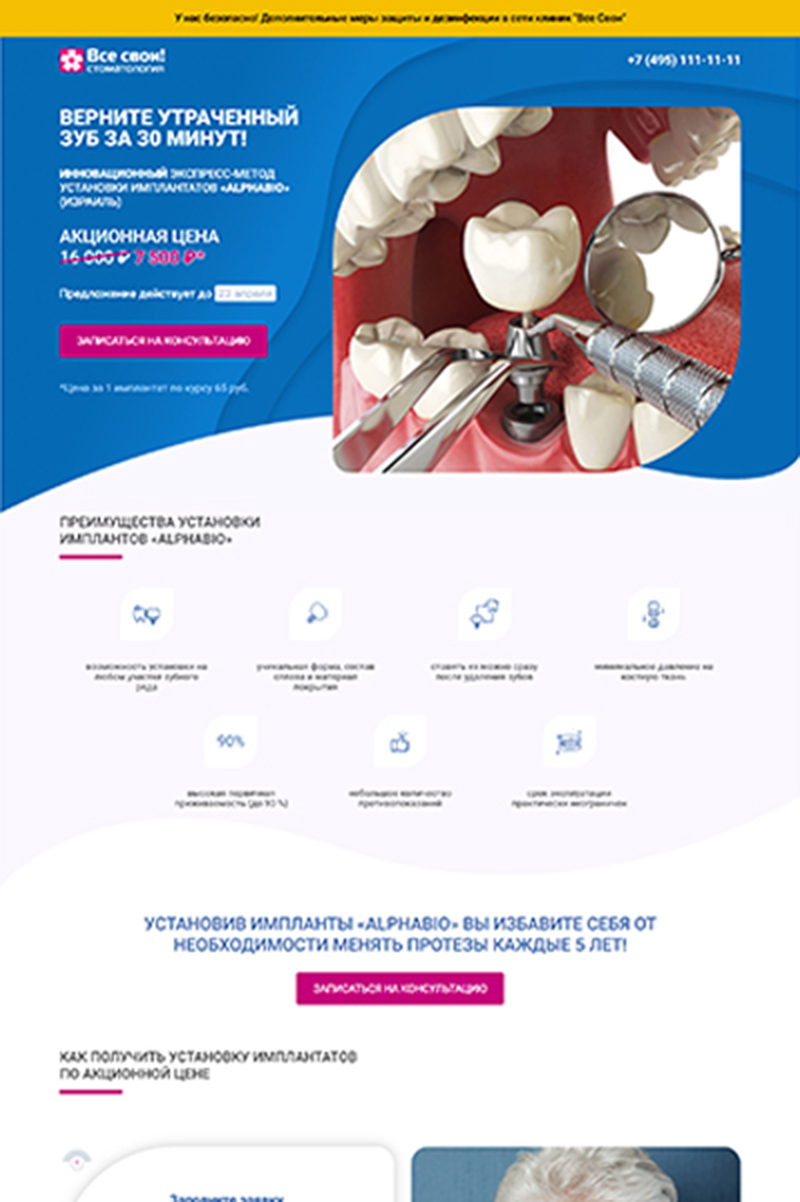 У нас безопасно! Дополнительные меры защиты и дезинфекции в сети клиник "Все Свои"
Все свои!
стоматология
+7 (495) 111-11-11
ВЕРНИТЕ УТРАЧЕННЫЙ
ЗУБ ЗА 30 МИНУТ!
ИННОВАЦИОННЫЙ ЭКСПРЕСС-МЕТОД
УСТАНОВКИ ИМПЛАНТАТОВ «ALPHABIO»
(ИЗРАИЛЬ)
АКЦИОННАЯ ЦЕНА
16 000 ₽ 7 500 ₽*
Предложение действует до 23 апреля
ЗАПИСАТЬСЯ НА КОНСУЛЬТАЦИЮ
*Цена за 1 имплантат по курсу 65 руб.
ПРЕИМУЩЕСТВА УСТАНОВКИ
ИМПЛАНТОВ «ALPHABIO»
возможность установки на
любом участке зубного
ряда
уникальная форма, состав
сплава и материал
покрытия
ставить их можно сразу
после удаления зубов
минимальное давление на
костную ткань
90%
высокая первичная
приживаемость (до 90 %)
небольшое количество
противопоказаний
срок эксплуатации
практически неограничен
УСТАНОВИВ ИМПЛАНТЫ «ALPHABIO» ВЫ ИЗБАВИТЕ СЕБЯ ОТ
НЕОБХОДИМОСТИ МЕНЯТЬ ПРОТЕЗЫ КАЖДЫЕ 5 ЛЕТ!
ЗАПИСАТЬСЯ НА КОНСУЛЬТАЦИЮ
КАК ПОЛУЧИТЬ УСТАНОВКУ ИМПЛАНТАТОВ
ПО АКЦИОННОЙ ЦЕНЕ
Заполните заявку